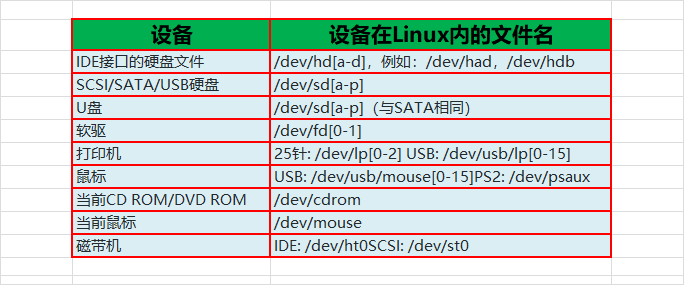 设备 设备在Linux内的文件名
IDE接口的硬盘文件 /dev/hd[a-d]，例如：/dev/had，/dev/hdb
SCSI/SATA/USB硬盘 /dev/sd[a-p]
U盘 /dev/sd[a-p]（与SATA相同）
软驱 /dev/fd[0-1]
打印机 25针: /dev/lp[0-2] USB: /dev/usb/lp[0-15]
鼠标 USB: /dev/usb/mouse[0-15]PS2: /dev/psaux
当前CD ROM/DVD ROM /dev/cdrom
当前鼠标 /dev/mouse
磁带机 IDE: /dev/ht0SCSI: /dev/st0